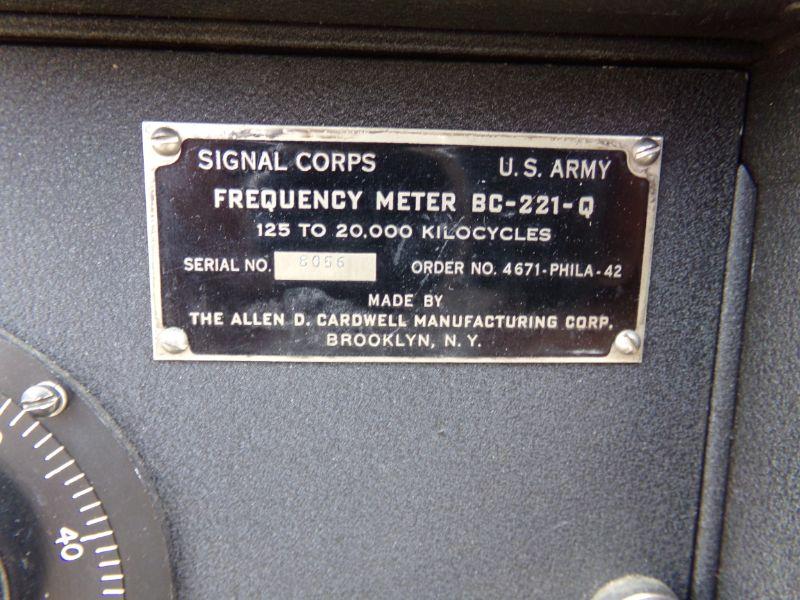 SIGNAL CORPS U.S. ARMY
FREQUENCY METER BC-221-Q
125 TO 20,000 KILOCYCLES
SERIAL NO. 8056 ORDER NO. 4671-PHILA-42
MADE BY
THE ALLEN D. CARDWELL MANUFACTURING CORP.
BROOKLYN, N.Y.
40